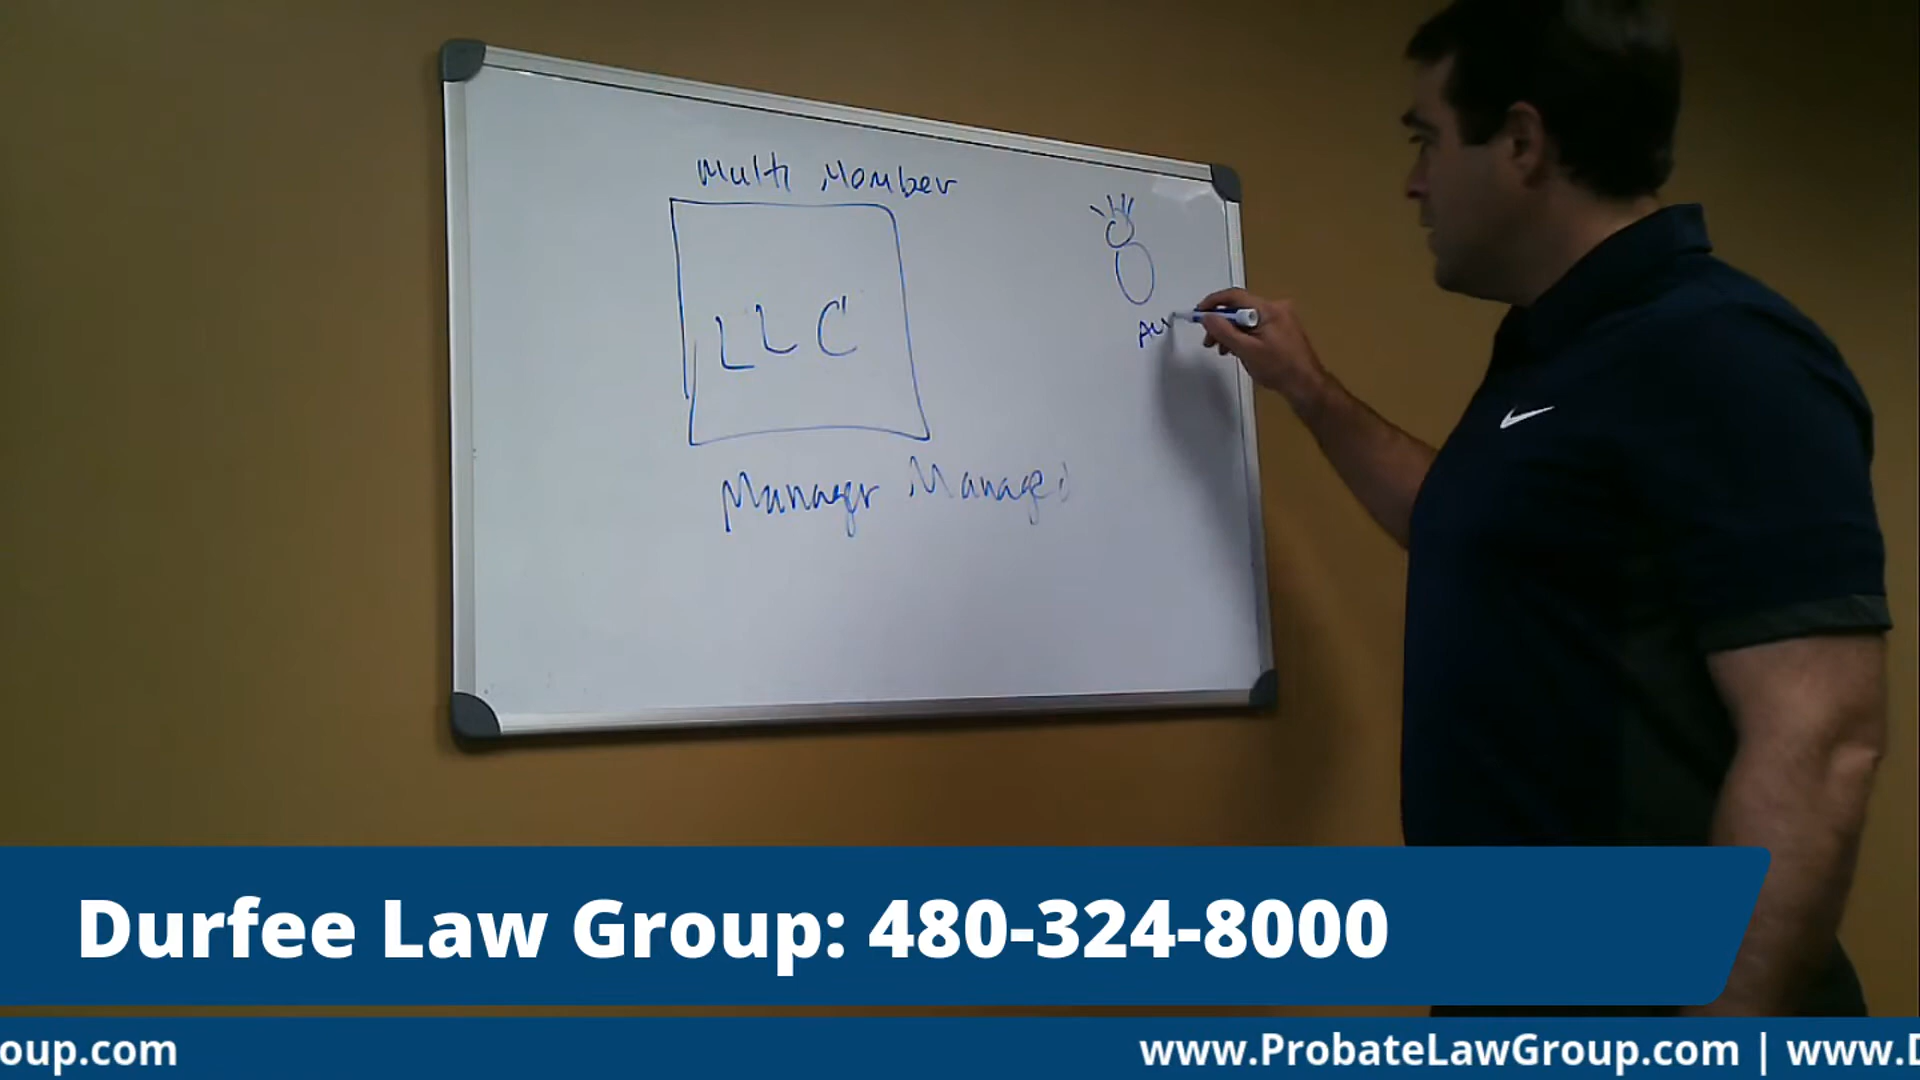 Multi Member
LLC
Manager Managed
Durfee Law Group: 480-324-8000
oup.com
www.ProbateLawGroup.com | www.D